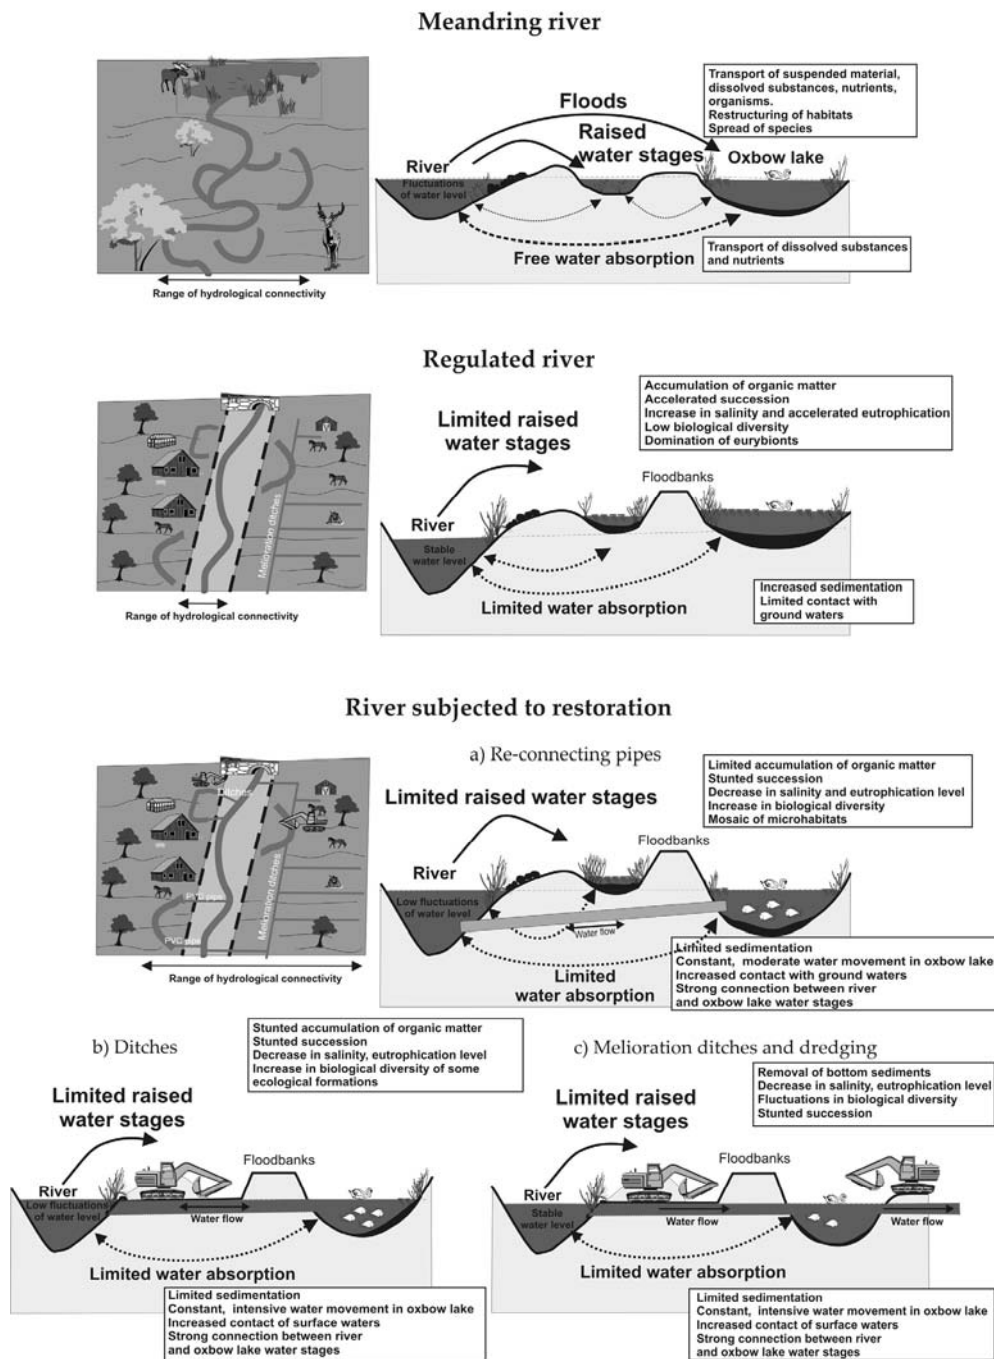 Meandring river
Transport of suspended material,
dissolved substances, nutrients,
organisms.
Restructuring of habitats
Spread of species
Floods
Raised
water stages
Oxbow lake
River
Fluctuations
of water level
Free water absorption
Transport of dissolved substances
and nutrients
Range of hydrological connectivity
Regulated river
Accumulation of organic matter
Accelerated succession
Increase in salinity and accelerated eutrophication
Low biological diversity
Domination of eurybionts
Limited raised
water stages
Floodbanks
River
Stable
water level
Melioration ditches
Limited water absorption
Increased sedimentation
Limited contact with
ground waters
Range of hydrological connectivity
River subjected to restoration
a) Re-connecting pipes
Limited accumulation of organic matter
Stunted succession
Decrease in salinity and eutrophication level
Increase in biological diversity
Mosaic of microhabitats
Ditches
Limited raised water stages
Floodbanks
River
Low fluctuations
of water level
Melioration ditches
PVC pipe
PVC pipe
Water flow
Limited
water absorption
Limited sedimentation
Constant, moderate water movement in oxbow lake
Increased contact with ground waters
Strong connection between river
and oxbow lake water stages
Range of hydrological connectivity
b) Ditches
Stunted accumulation of organic matter
Stunted succession
Decrease in salinity, eutrophication level
Increase in biological diversity of some
ecological formations
Limited raised
water stages
Floodbanks
River
Low fluctuations
of water level
Water flow
Limited water absorption
Limited sedimentation
Constant, intensive water movement in oxbow lake
Increased contact of surface waters
Strong connection between river
and oxbow lake water stages
c) Melioration ditches and dredging
Removal of bottom sediments
Decrease in salinity, eutrophication level
Fluctuations in biological diversity
Stunted succession
Limited raised
water stages
Floodbanks
River
Stable
water level
Water flow
Water flow
Limited water absorption
Limited sedimentation
Constant, intensive water movement in oxbow lake
Increased contact of surface waters
Strong connection between river
and oxbow lake water stages